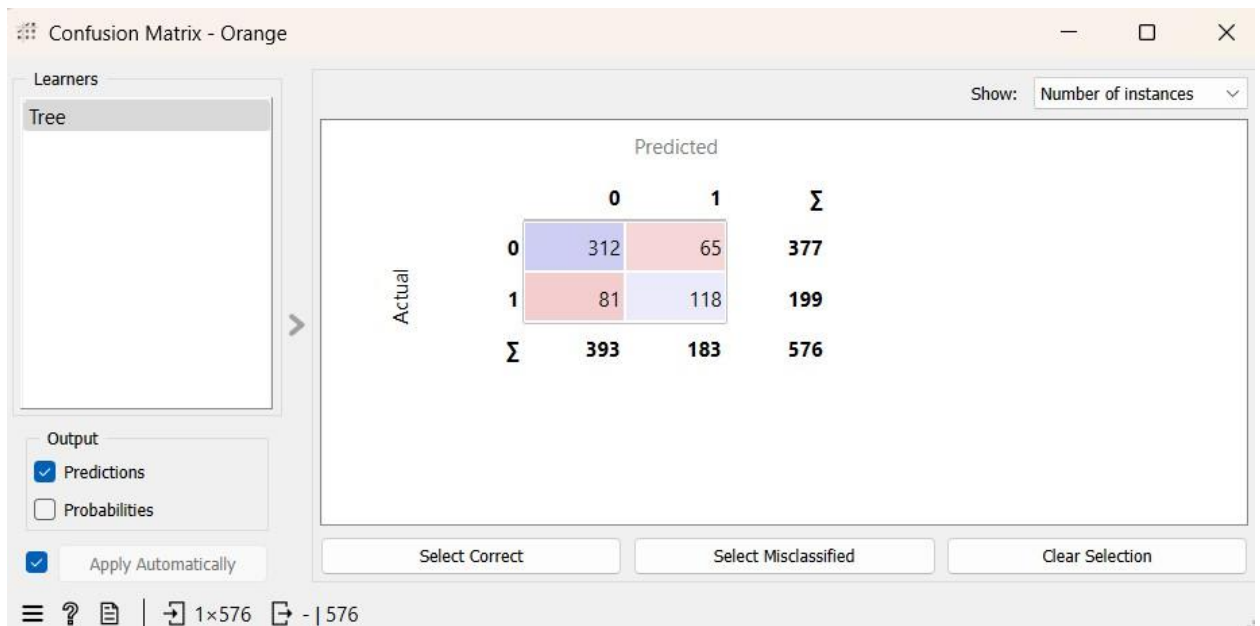 Confusion Matrix - Orange
Learners
Tree
Show: Number of instances
Predicted
0 1 Σ
Actual
0 312 65 377
1 81 118 199
Σ 393 183 576
Output
Predictions
Probabilities
Apply Automatically
Select Correct Select Misclassified Clear Selection
? 1×576 - | 576